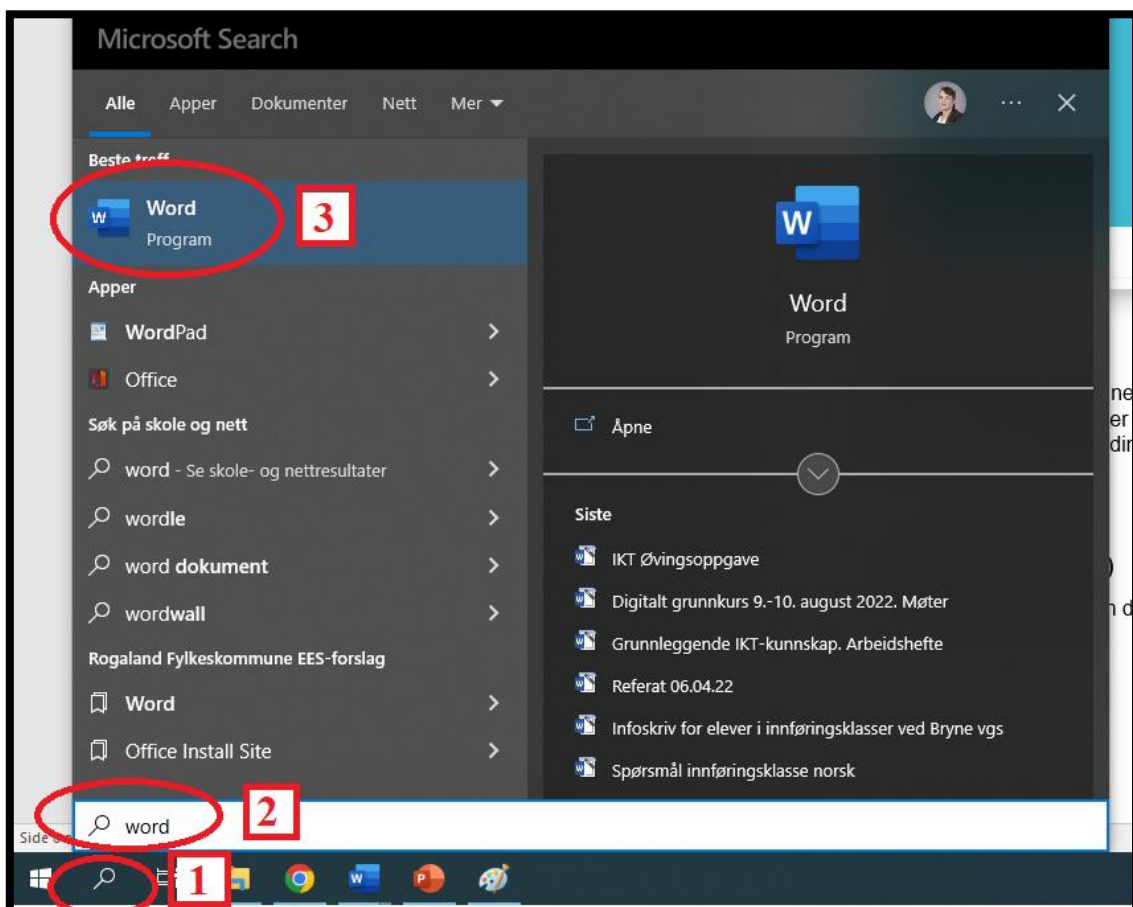 Microsoft Search
Alle Apper Dokumenter Nett Mer
Beste treff
Word
Program
3
Apper
WordPad
Office
Søk på skole og nett
word - Se skole- og nettresultater
wordle
word dokument
wordwall
Rogaland Fylkeskommune EES-forslag
Word
Office Install Site
W
Word
Program
Åpne
Siste
IKT Øvingsoppgave
Digitalt grunnkurs 9.-10. august 2022. Møter
Grunnleggende IKT-kunnskap. Arbeidshefte
Referat 06.04.22
Infoskriv for elever i innføringsklasser ved Bryne vgs
Spørsmål innføringsklasse norsk
ne
er
2
word
Side
1